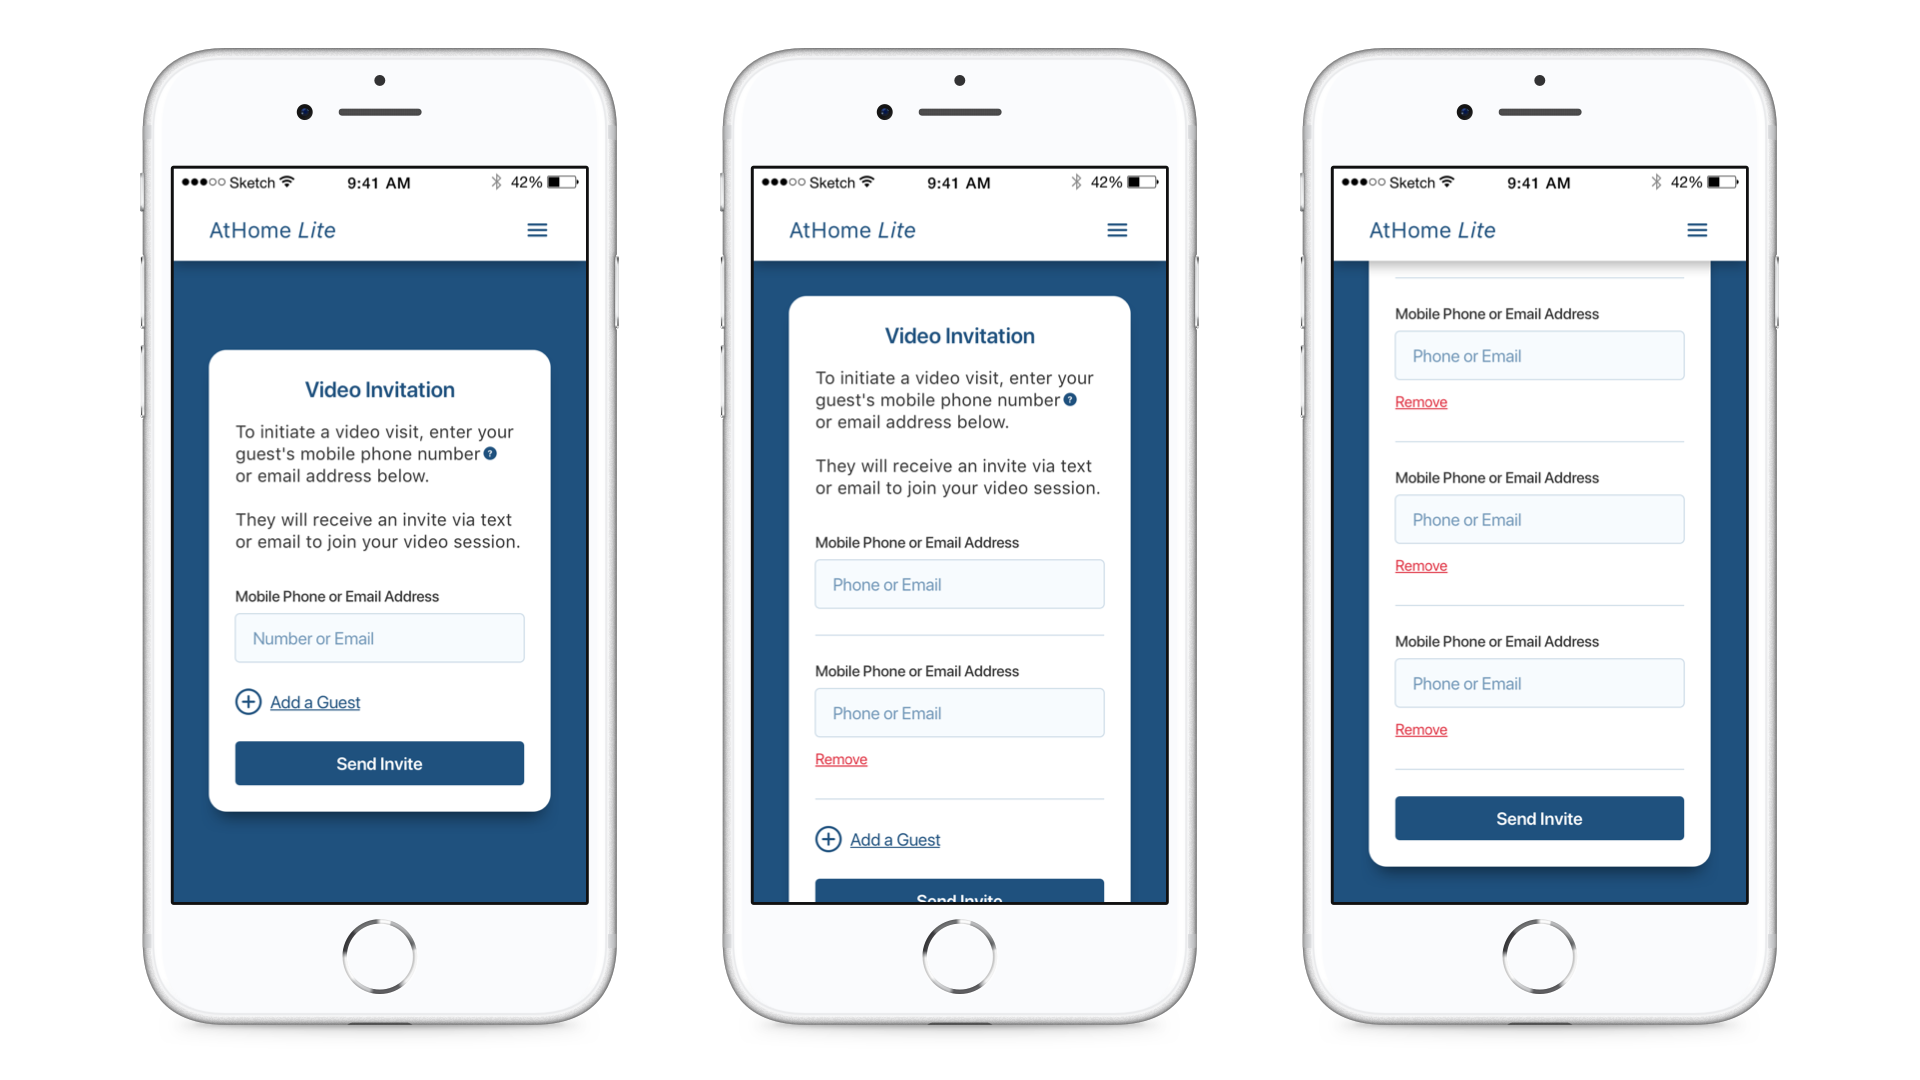 Sketch 9:41 AM 42%
AtHome Lite
Video Invitation
To initiate a video visit, enter your
guest's mobile phone number ?
or email address below.
They will receive an invite via text
or email to join your video session.
Mobile Phone or Email Address
Number or Email
Add a Guest
Send Invite
Sketch 9:41 AM 42%
AtHome Lite
Video Invitation
To initiate a video visit, enter your
guest's mobile phone number ?
or email address below.
They will receive an invite via text
or email to join your video session.
Mobile Phone or Email Address
Phone or Email
Mobile Phone or Email Address
Phone or Email
Remove
Add a Guest
Send Invite
Sketch 9:41 AM 42%
AtHome Lite
Mobile Phone or Email Address
Phone or Email
Remove
Mobile Phone or Email Address
Phone or Email
Remove
Mobile Phone or Email Address
Phone or Email
Remove
Send Invite